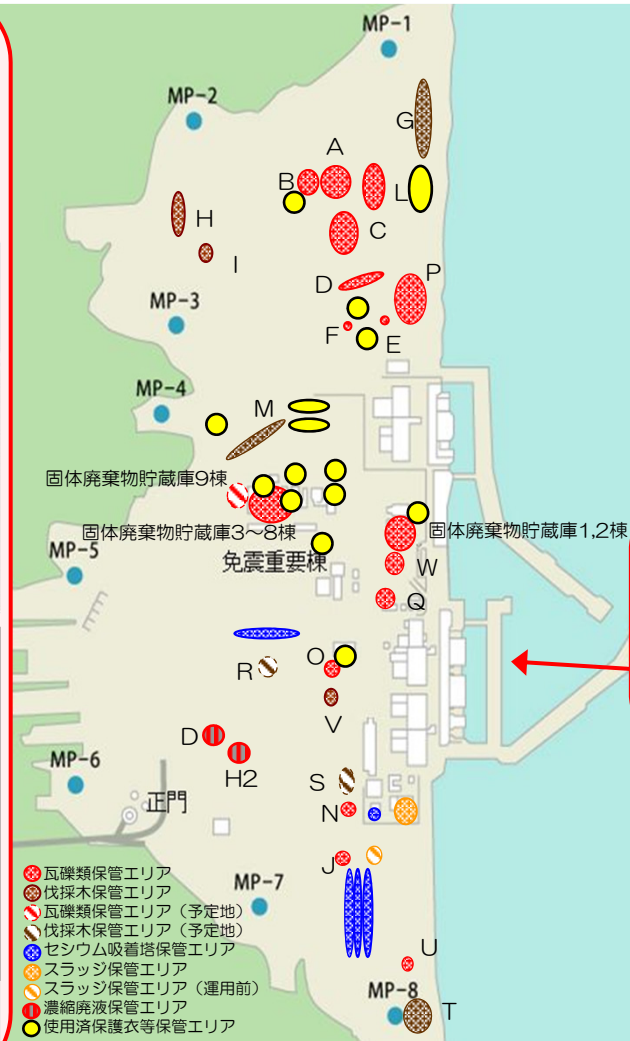 MP-1
MP-2
G
A
B
L
H
C
I
D
P
MP-3
F
E
MP-4
M
固体廃棄物貯蔵庫9棟
固体廃棄物貯蔵庫3~8棟
固体廃棄物貯蔵庫1,2棟
MP-5
免震重要棟
W
Q
O
R
V
D
MP-6
H2
S
正門
N
J
瓦礫類保管エリア
伐採木保管エリア
MP-7
瓦礫類保管エリア(予定地)
伐採木保管エリア(予定地)
セシウム吸着塔保管エリア
U
スラッジ保管エリア
スラッジ保管エリア(運用前)
MP-8
濃縮廃液保管エリア
T
使用済保護衣等保管エリア